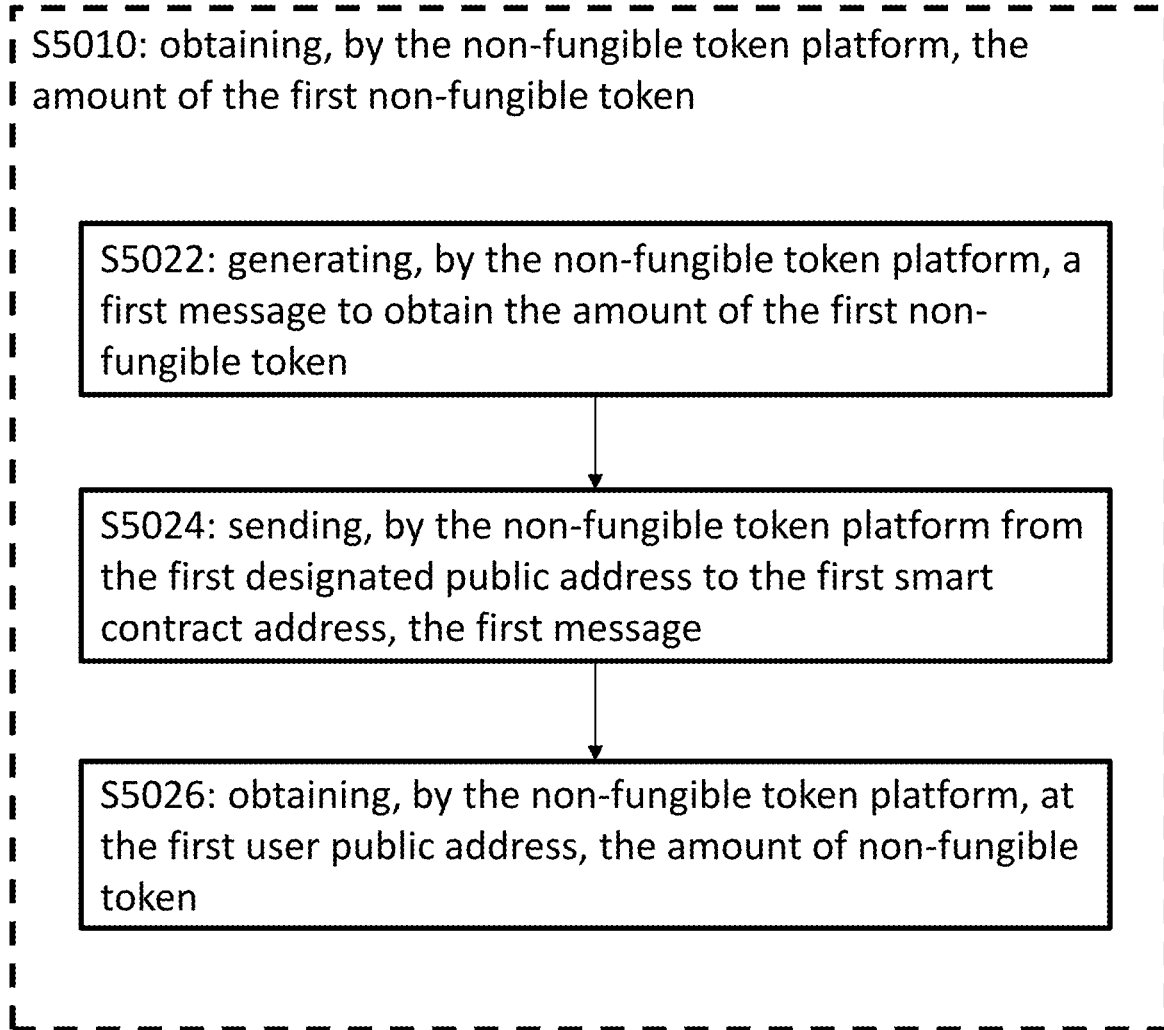 S5010: obtaining, by the non-fungible token platform, the
amount of the first non-fungible token
S5022: generating, by the non-fungible token platform, a
first message to obtain the amount of the first non-
fungible token
S5024: sending, by the non-fungible token platform from
the first designated public address to the first smart
contract address, the first message
S5026: obtaining, by the non-fungible token platform, at
the first user public address, the amount of non-fungible
token